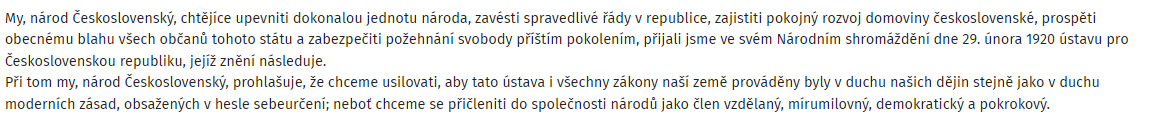 My, národ Československý, chtějíce upevniti dokonalou jednotu národa, zavésti spravedlivé řády v republice, zajistiti pokojný rozvoj domoviny československé, prospěti
obecnému blahu všech občanů tohoto státu a zabezpečiti požehnání svobody příštím pokolením, přijali jsme ve svém Národním shromáždění dne 29. února 1920 ústavu pro
Československou republiku, jejíž znění následuje.
Při tom my, národ Československý, prohlašuje, že chceme usilovati, aby tato ústava i všechny zákony naší země prováděny byly v duchu našich dějin stejně jako v duchu
moderních zásad, obsažených v hesle sebeurčení; neboť chceme se přičleniti do společnosti národů jako člen vzdělaný, mírumilovný, demokratický a pokrokový.